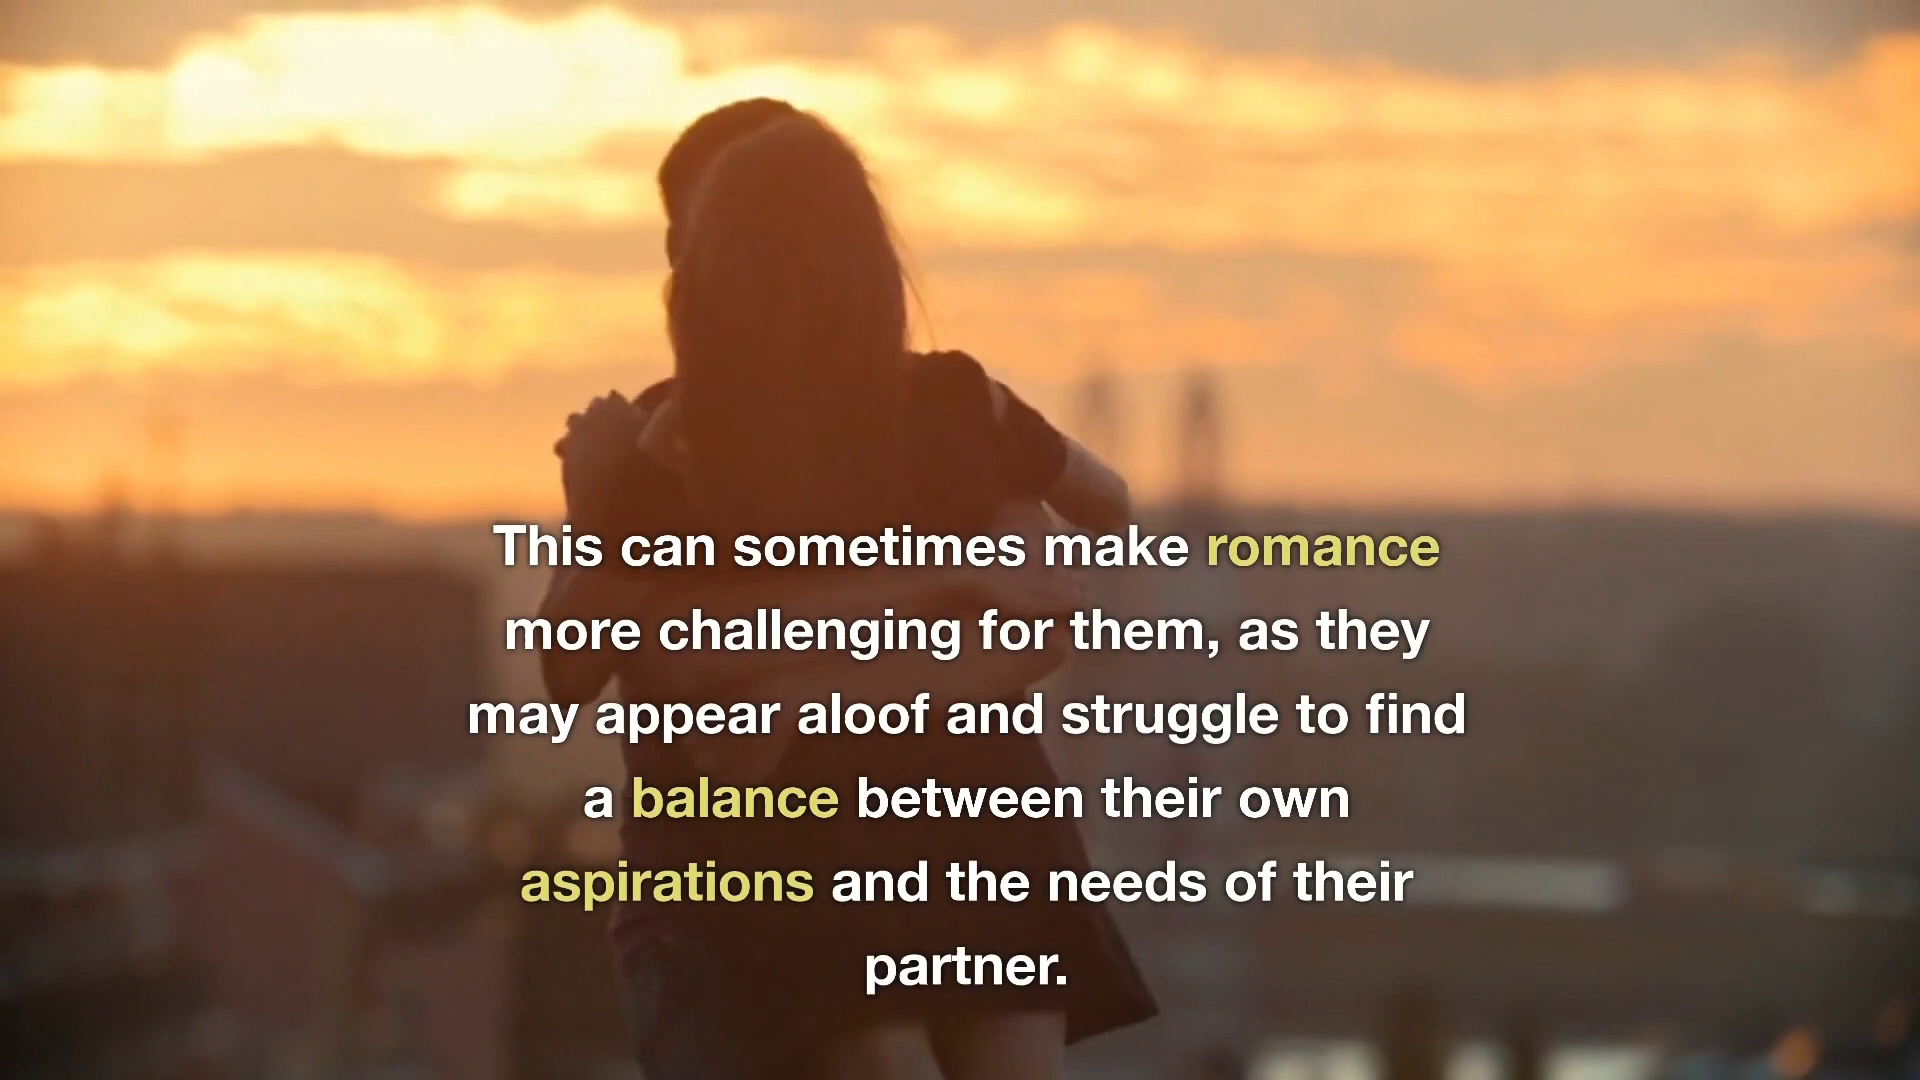 This can sometimes make romance
more challenging for them, as they
may appear aloof and struggle to find
a balance between their own
aspirations and the needs of their
partner.